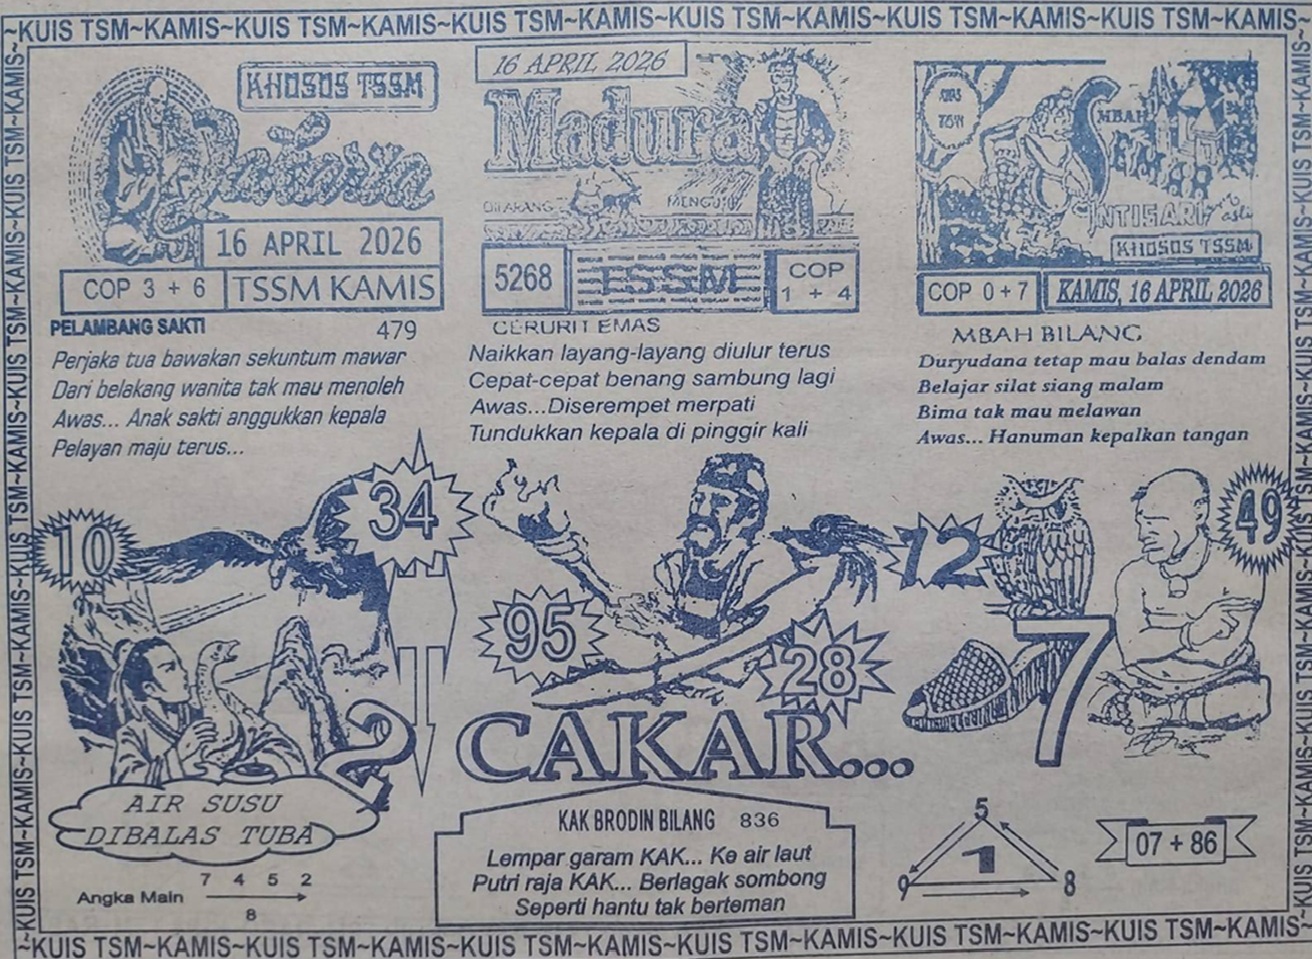 ~KUIS TSM~KAMIS~KUIS TSM~KAMIS~KUIS TSM~KAMIS~KUIS TSM~KAMIS~KUIS TSM~KAMIS~KUIS TSM~KAMIS~
KHUSUS TSSM
16 APRIL 2026
COP 3 + 6
TSSM KAMIS
PELAMBANG SAKTI 479
Perjaka tua bawakan sekuntum mawar
Dari belakang wanita tak mau menoleh
Awas... Anak sakti anggukkan kepala
Pelayan maju terus...
16 APRIL 2026
Madura
DILARANG MENGUTIP
5268
TSSM
COP
1 + 4
CERURIT EMAS
Naikkan layang-layang diulur terus
Cepat-cepat benang sambung lagi
Awas...Diserempet merpati
Tundukkan kepala di pinggir kali
MBAH
SEMAR
INTISARI
asli
KHUSUS TSSM
COP 0+7
KAMIS, 16 APRIL 2026
MBAH BILANG
Duryudana tetap mau balas dendam
Belajar silat siang malam
Bima tak mau melawan
Awas... Hanuman kepalkan tangan
10
34
95
28
12
49
7
2
CAKAR...
AIR SUSU
DIBALAS TUBA
Angka Main
7 4 5 2
8
KAK BRODIN BILANG 836
Lempar garam KAK... Ke air laut
Putri raja KAK... Berlagak sombong
Seperti hantu tak berteman
5
1
9
8
07 + 86
~KUIS TSM~KAMIS~KUIS TSM~KAMIS~KUIS TSM~KAMIS~KUIS TSM~KAMIS~KUIS TSM~KAMIS~KUIS TSM~KAMIS~